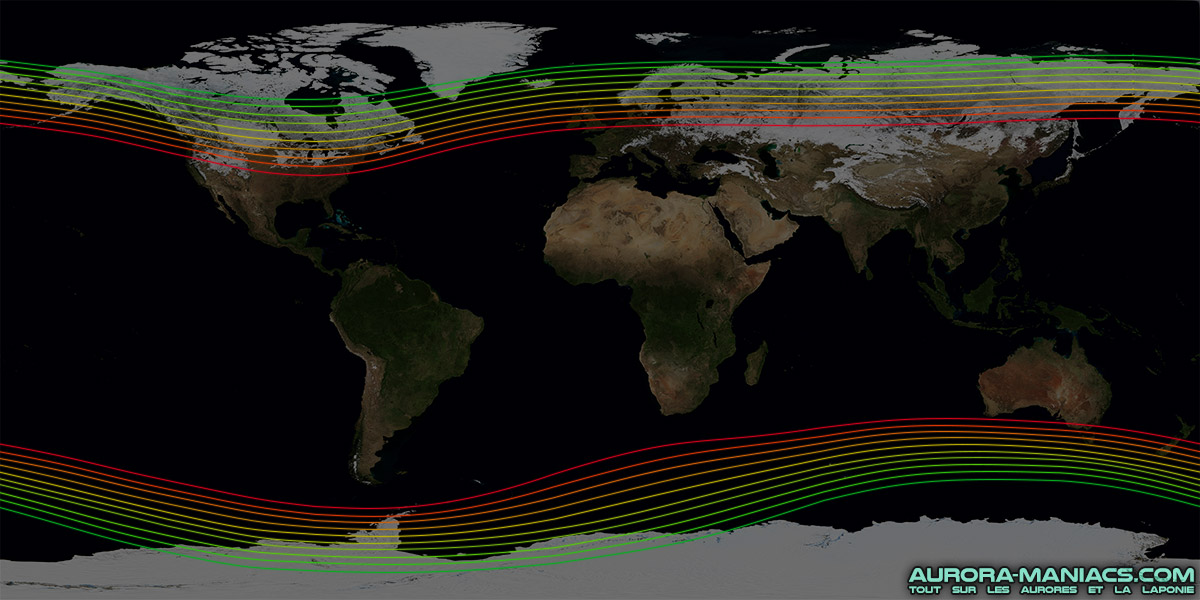 AURORA-MANIACS.COM
TOUT SUR LES AURORES ET LA LAPONIE